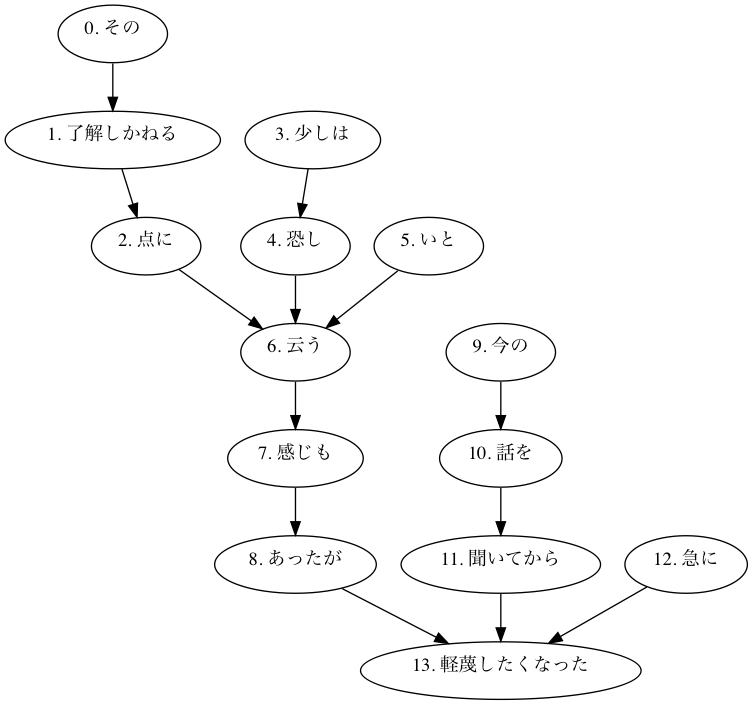 0. その
1. 了解しかねる
3. 少しは
2. 点に
4. 恐し
5. いと
6. 云う
9. 今の
7. 感じも
10. 話を
8. あったが
11. 聞いてから
12. 急に
13. 軽蔑したくなった